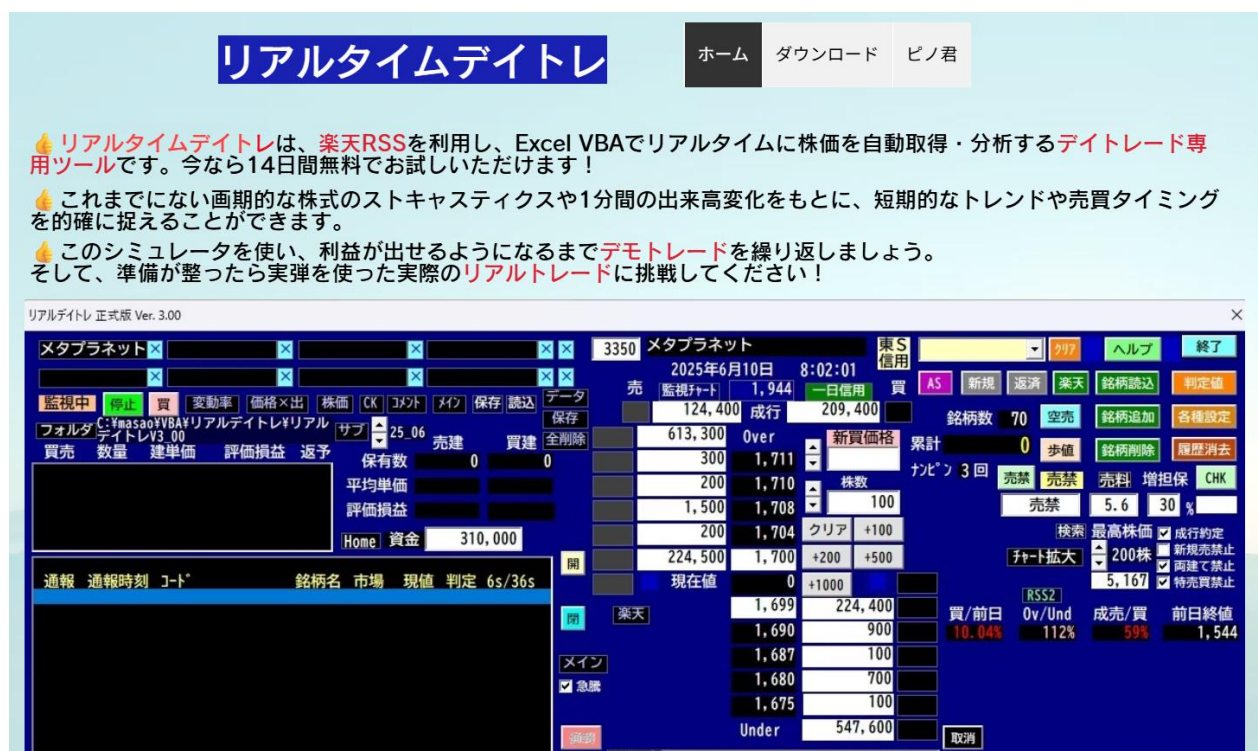 リアルタイムデイトレ
ホーム ダウンロード ピノ君
👍 リアルタイムデイトレは、楽天RSSを利用し、Excel VBAでリアルタイムに株価を自動取得・分析するデイトレード専
用ツールです。今なら14日間無料でお試しいただけます！
👍 これまでにない画期的な株式のストキャスティクスや1分間の出来高変化をもとに、短期的なトレンドや売買タイミング
を的確に捉えることができます。
👍 このシミュレータを使い、利益が出せるようになるまでデモトレードを繰り返しましょう。
そして、準備が整ったら実弾を使った実際のリアルトレードに挑戦してください！
リアルデイトレ 正式版 Ver. 3.00 ×
メタプラネット × × × × × 3350 メタプラネット 東S 信用 クリア ヘルプ 終了
2025年6月10日 8:02:01
× × × × × 売 監視ﾁｬｰﾄ 1,944 一日信用 買 AS 新規 返済 楽天 銘柄読込 判定値
監視中 停止 買 変動率 価格×出 株価 CK ｺﾒﾝﾄ ﾒｲﾝ 保存 読込 データ保存 124,400 成行 209,400 銘柄数 70 空売 銘柄追加 各種設定
フォルダ C:¥masao¥VBA¥リアルデイトレ¥リアルデイトレV3_00 サブ 25_06 全削除 613,300 Over 新買価格 累計 0 歩値 銘柄削除 履歴消去
買売 数量 建単価 評価損益 返予 売建 買建
保有数 0 0 300 1,711 ﾅﾝﾋﾟﾝ 3回 売禁 売禁 売料 増担保 CHK
平均単価 200 1,710 株数
評価損益 1,500 1,708 100 売禁 5.6 30 %
Home 資金 310,000 200 1,704 クリア +100 検索 最高株価 成行約定
開 224,500 1,700 +200 +500 ﾁｬｰﾄ拡大 200株 新規売禁止
両建て禁止
通報 通報時刻 ｺｰﾄﾞ 銘柄名 市場 現値 判定 6s/36s 現在値 0 +1000 5,167 特売買禁止
RSS2
閉 楽天 1,699 224,400 買/前日 Ov/Und 成売/買 前日終値
1,690 900 10.04% 112% 59% 1,544
メイン 1,687 100
急騰 1,680 700
1,675 100
Under 547,600 取消